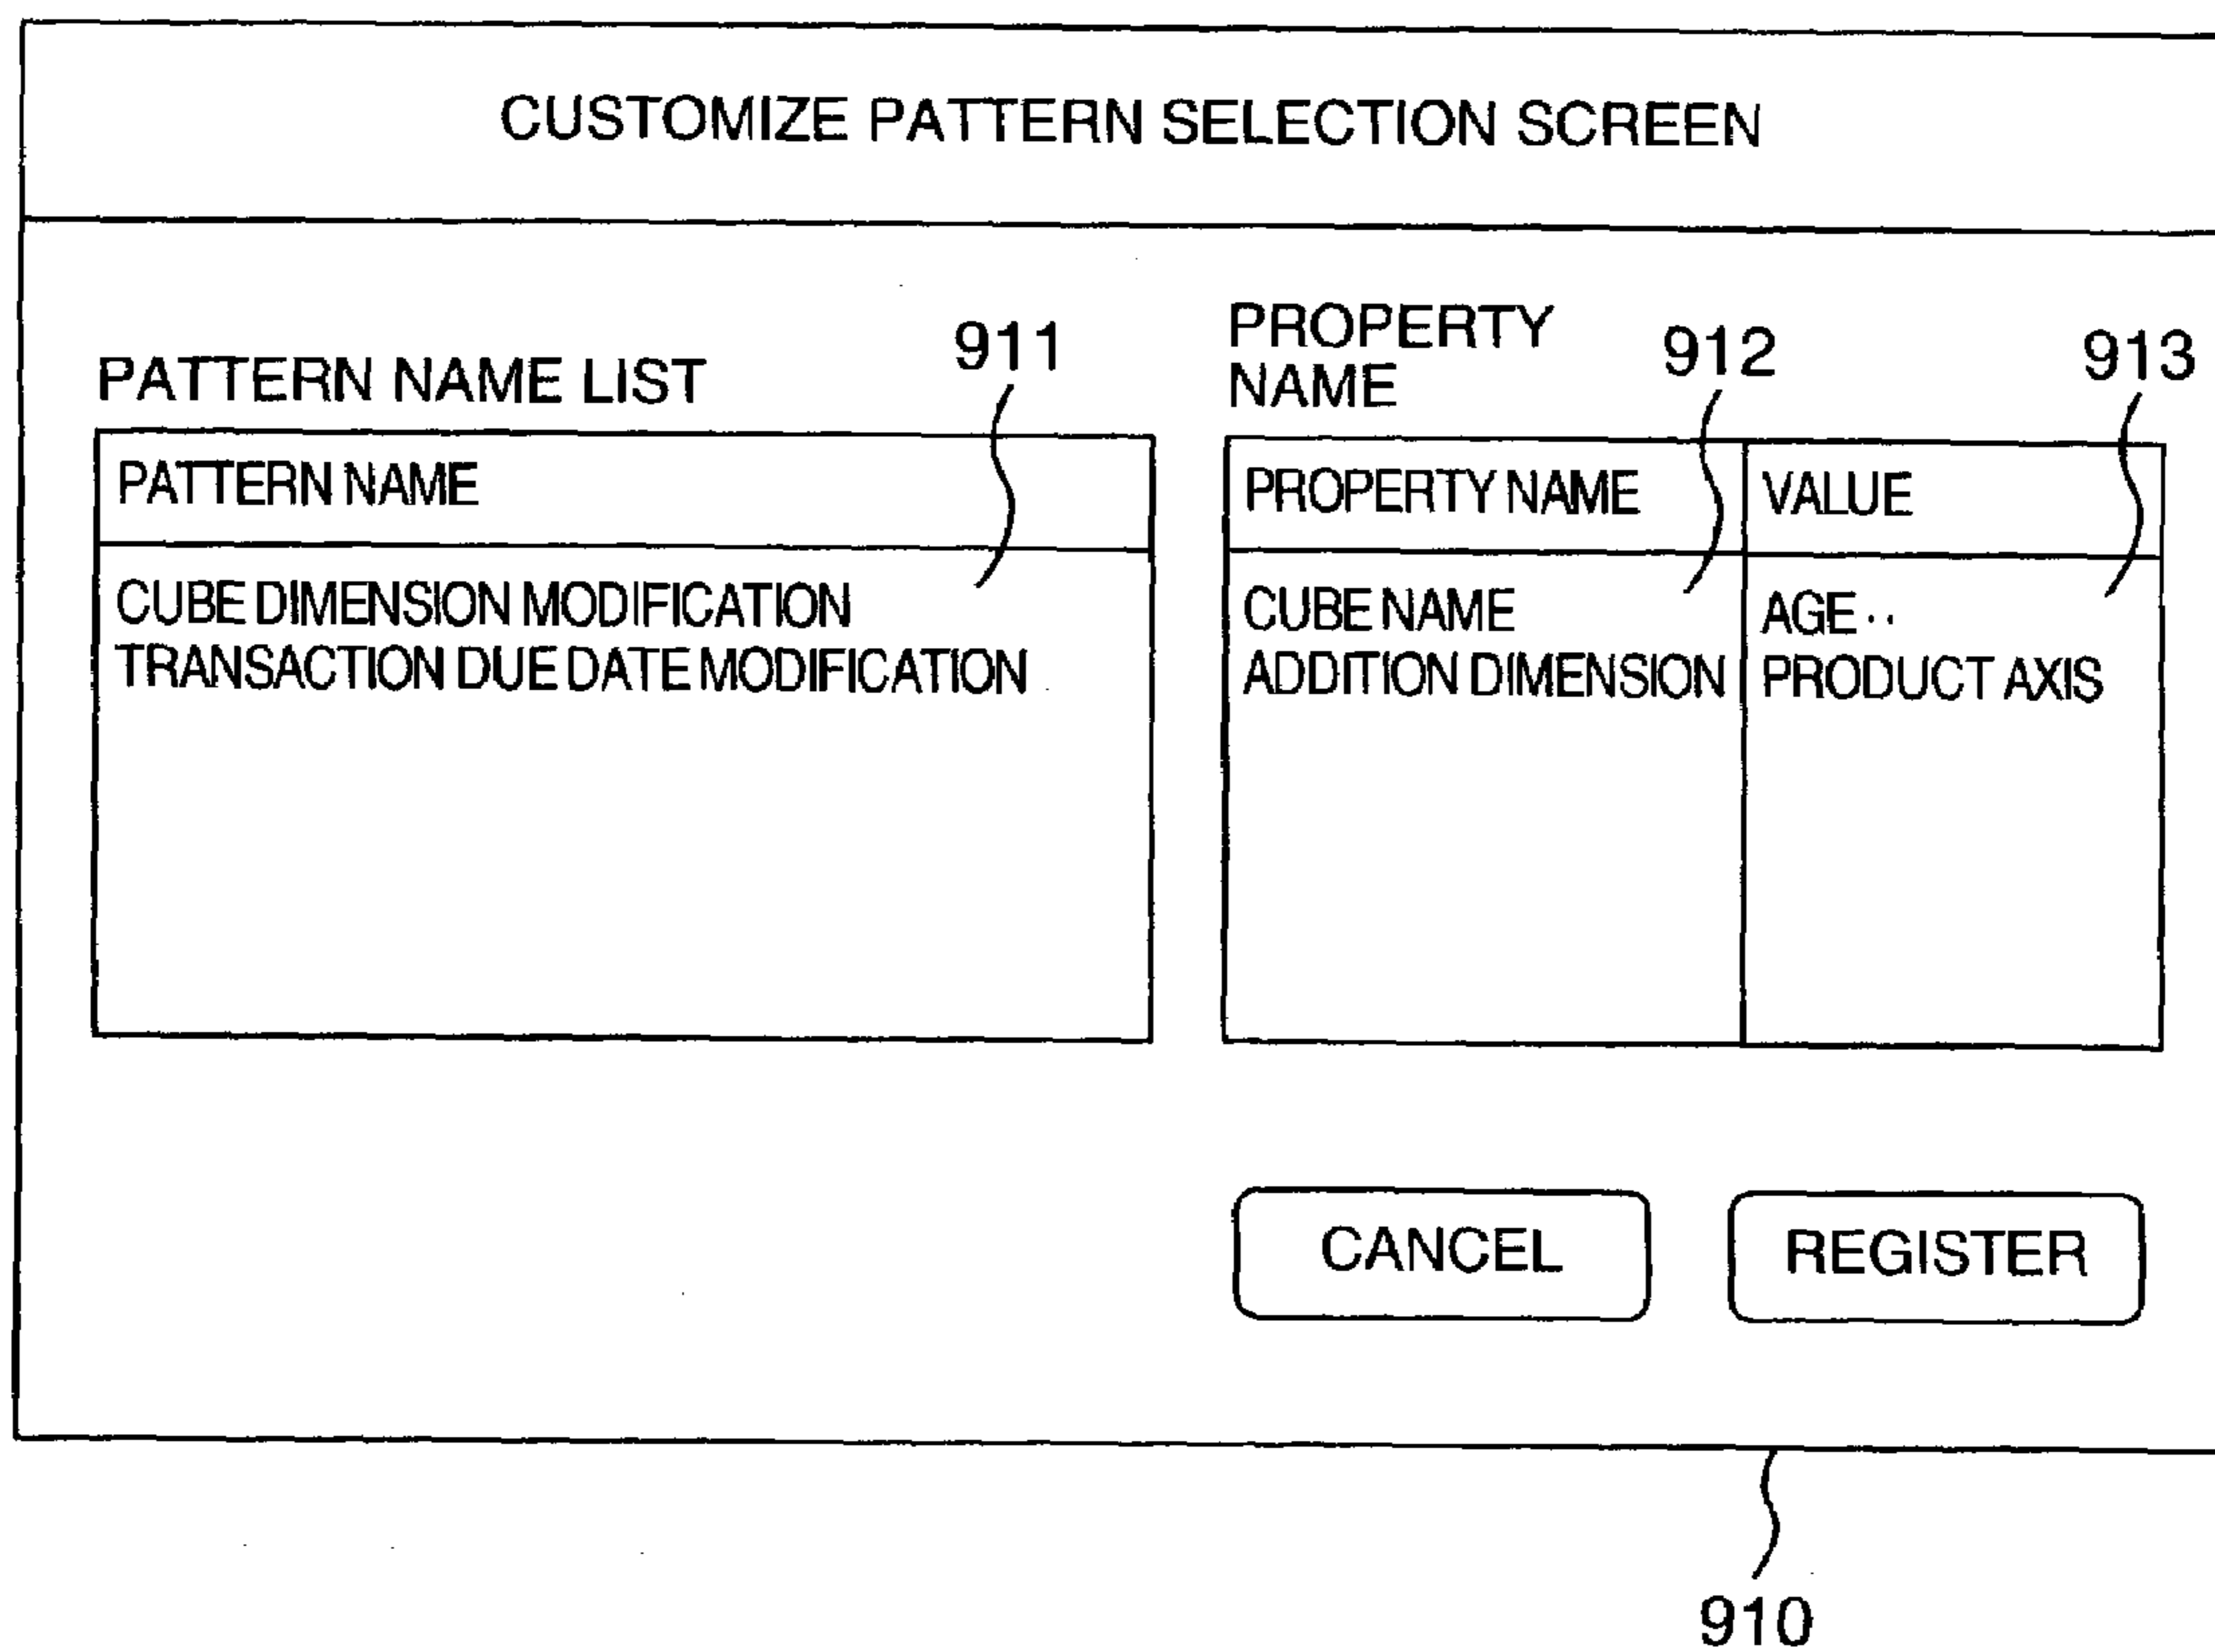 CUSTOMIZE PATTERN SELECTION SCREEN
PATTERN NAME LIST
911
PATTERN NAME
CUBE DIMENSION MODIFICATION
TRANSACTION DUE DATE MODIFICATION
PROPERTY
NAME
912
913
PROPERTY NAME VALUE
CUBE NAME AGE··
ADDITION DIMENSION PRODUCT AXIS
CANCEL
REGISTER
910